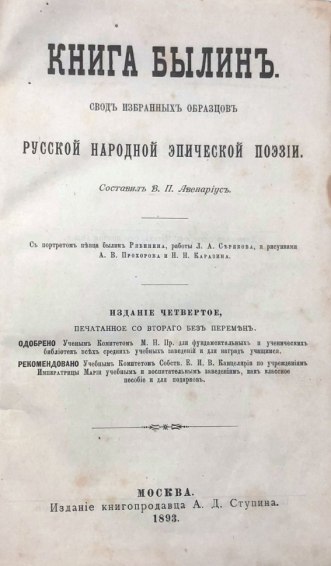 КНИГА БЫЛИНЪ.
СВОДЪ ИЗБРАННЫХЪ ОБРАЗЦОВЪ
РУССКОЙ НАРОДНОЙ ЭПИЧЕСКОЙ ПОЭЗІИ.
Составилъ В. П. Авенаріусъ.
Съ портретомъ пѣвца былинъ Рябинина, работы Л. А. Сѣрякова, и рисунками
А. В. Прохорова и Н. Н. Каразина.
ИЗДАНІЕ ЧЕТВЕРТОЕ,
ПЕЧАТАННОЕ СО ВТОРАГО БЕЗЪ ПЕРЕМѢНЪ.
ОДОБРЕНО Ученымъ Комитетомъ М. Н. Пр. для фундаментальныхъ и ученическихъ
библіотекъ всѣхъ среднихъ учебныхъ заведеній и для наградъ учащимся.
РЕКОМЕНДОВАНО Учебнымъ Комитетомъ Собств. Е. И. В. Канцеляріи по учрежденіямъ
Императрицы Маріи учебнымъ и воспитательнымъ заведеніямъ, какъ классное
пособіе и для подарковъ.
МОСКВА.
Изданіе книгопродавца А. Д. Ступина.
1893.